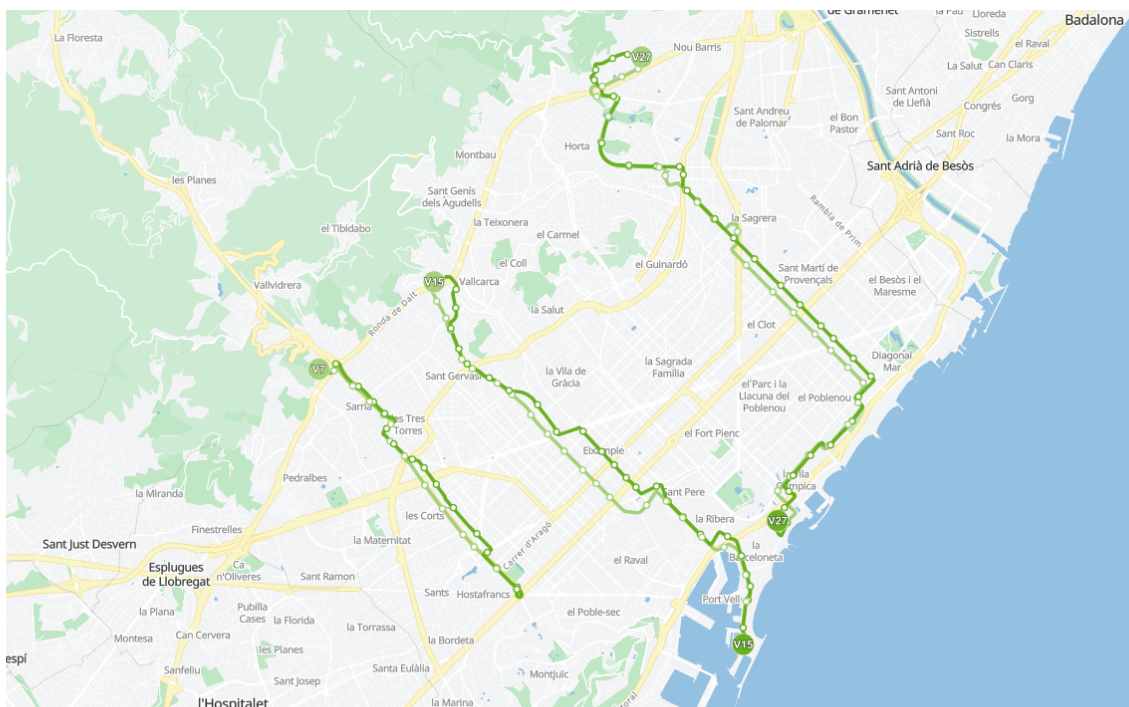 de Gramenet
la Pau
Lloreda
Badalona
La Floresta
Nou Barris
Sistrells
el Raval
V27
La Salut
Can Claris
Sant Antoni
de Llefià
Congrés
Gorg
Sant Andreu
de Palomar
el Bon
Pastor
Sant Roc
la Mora
Horta
Montbau
Sant Adrià de Besòs
les Planes
Sant Genís
dels Agudells
Rambla de Prim
la Teixonera
la Sagrera
el Tibidabo
el Carmel
el Coll
el Guinardó
Sant Martí
de Provençals
el Besòs i el
Maresme
V15
Vallcarca
Vallvidrera
Ronda de Dalt
la Salut
el Clot
Diagonal
Mar
V7
Sant Gervasi
la Vila de
Gràcia
la Sagrada
Família
el Parc i la
Llacuna del
Poblenou
el Poblenou
Sarrià
les Tres
Torres
el Fort Pienc
Eixample
Pedralbes
la Vila
Olímpica
la Miranda
Sant Pere
les Corts
la Ribera
V27
Finestrelles
Carrer d'Aragó
la Maternitat
Sant Just Desvern
la
Barceloneta
el Raval
Esplugues
de Llobregat
Ca
n'Oliveres
Sant Ramon
Sants
Hostafrancs
Port Vell
la Plana
Pubilla
Cases
la Florida
el Poble-sec
Montesa
Can Cervera
la Torrassa
la Bordeta
V15
les Planes
espí
Sanfeliu
Santa Eulàlia
Montjuïc
Sant Josep
l'Hospitalet
la Marina
toral